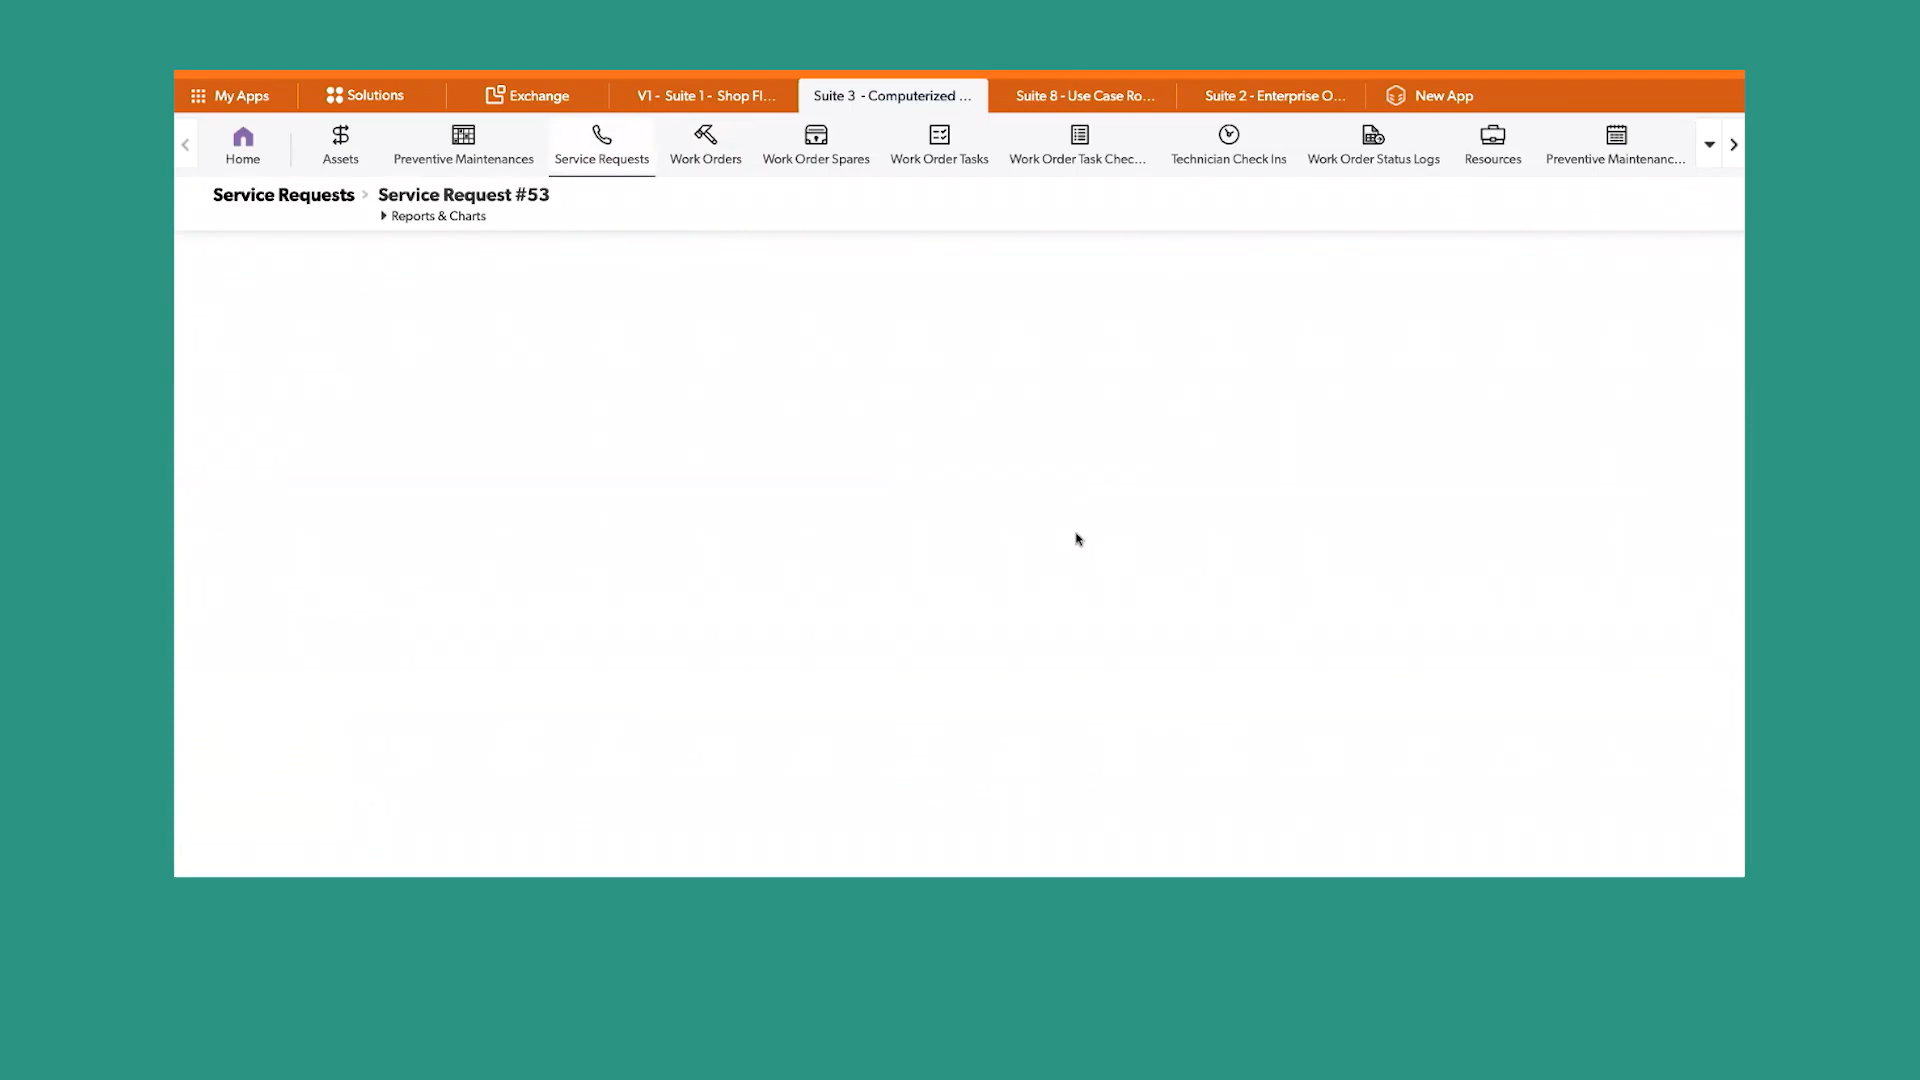 My Apps
Solutions
Exchange
V1 - Suite 1 - Shop Fl...
Suite 3 - Computerized ...
Suite 8 - Use Case Ro...
Suite 2 - Enterprise O...
New App
Home
Assets
Preventive Maintenances
Service Requests
Work Orders
Work Order Spares
Work Order Tasks
Work Order Task Chec...
Technician Check Ins
Work Order Status Logs
Resources
Preventive Maintenanc...
Service Requests
Service Request #53
Reports & Charts